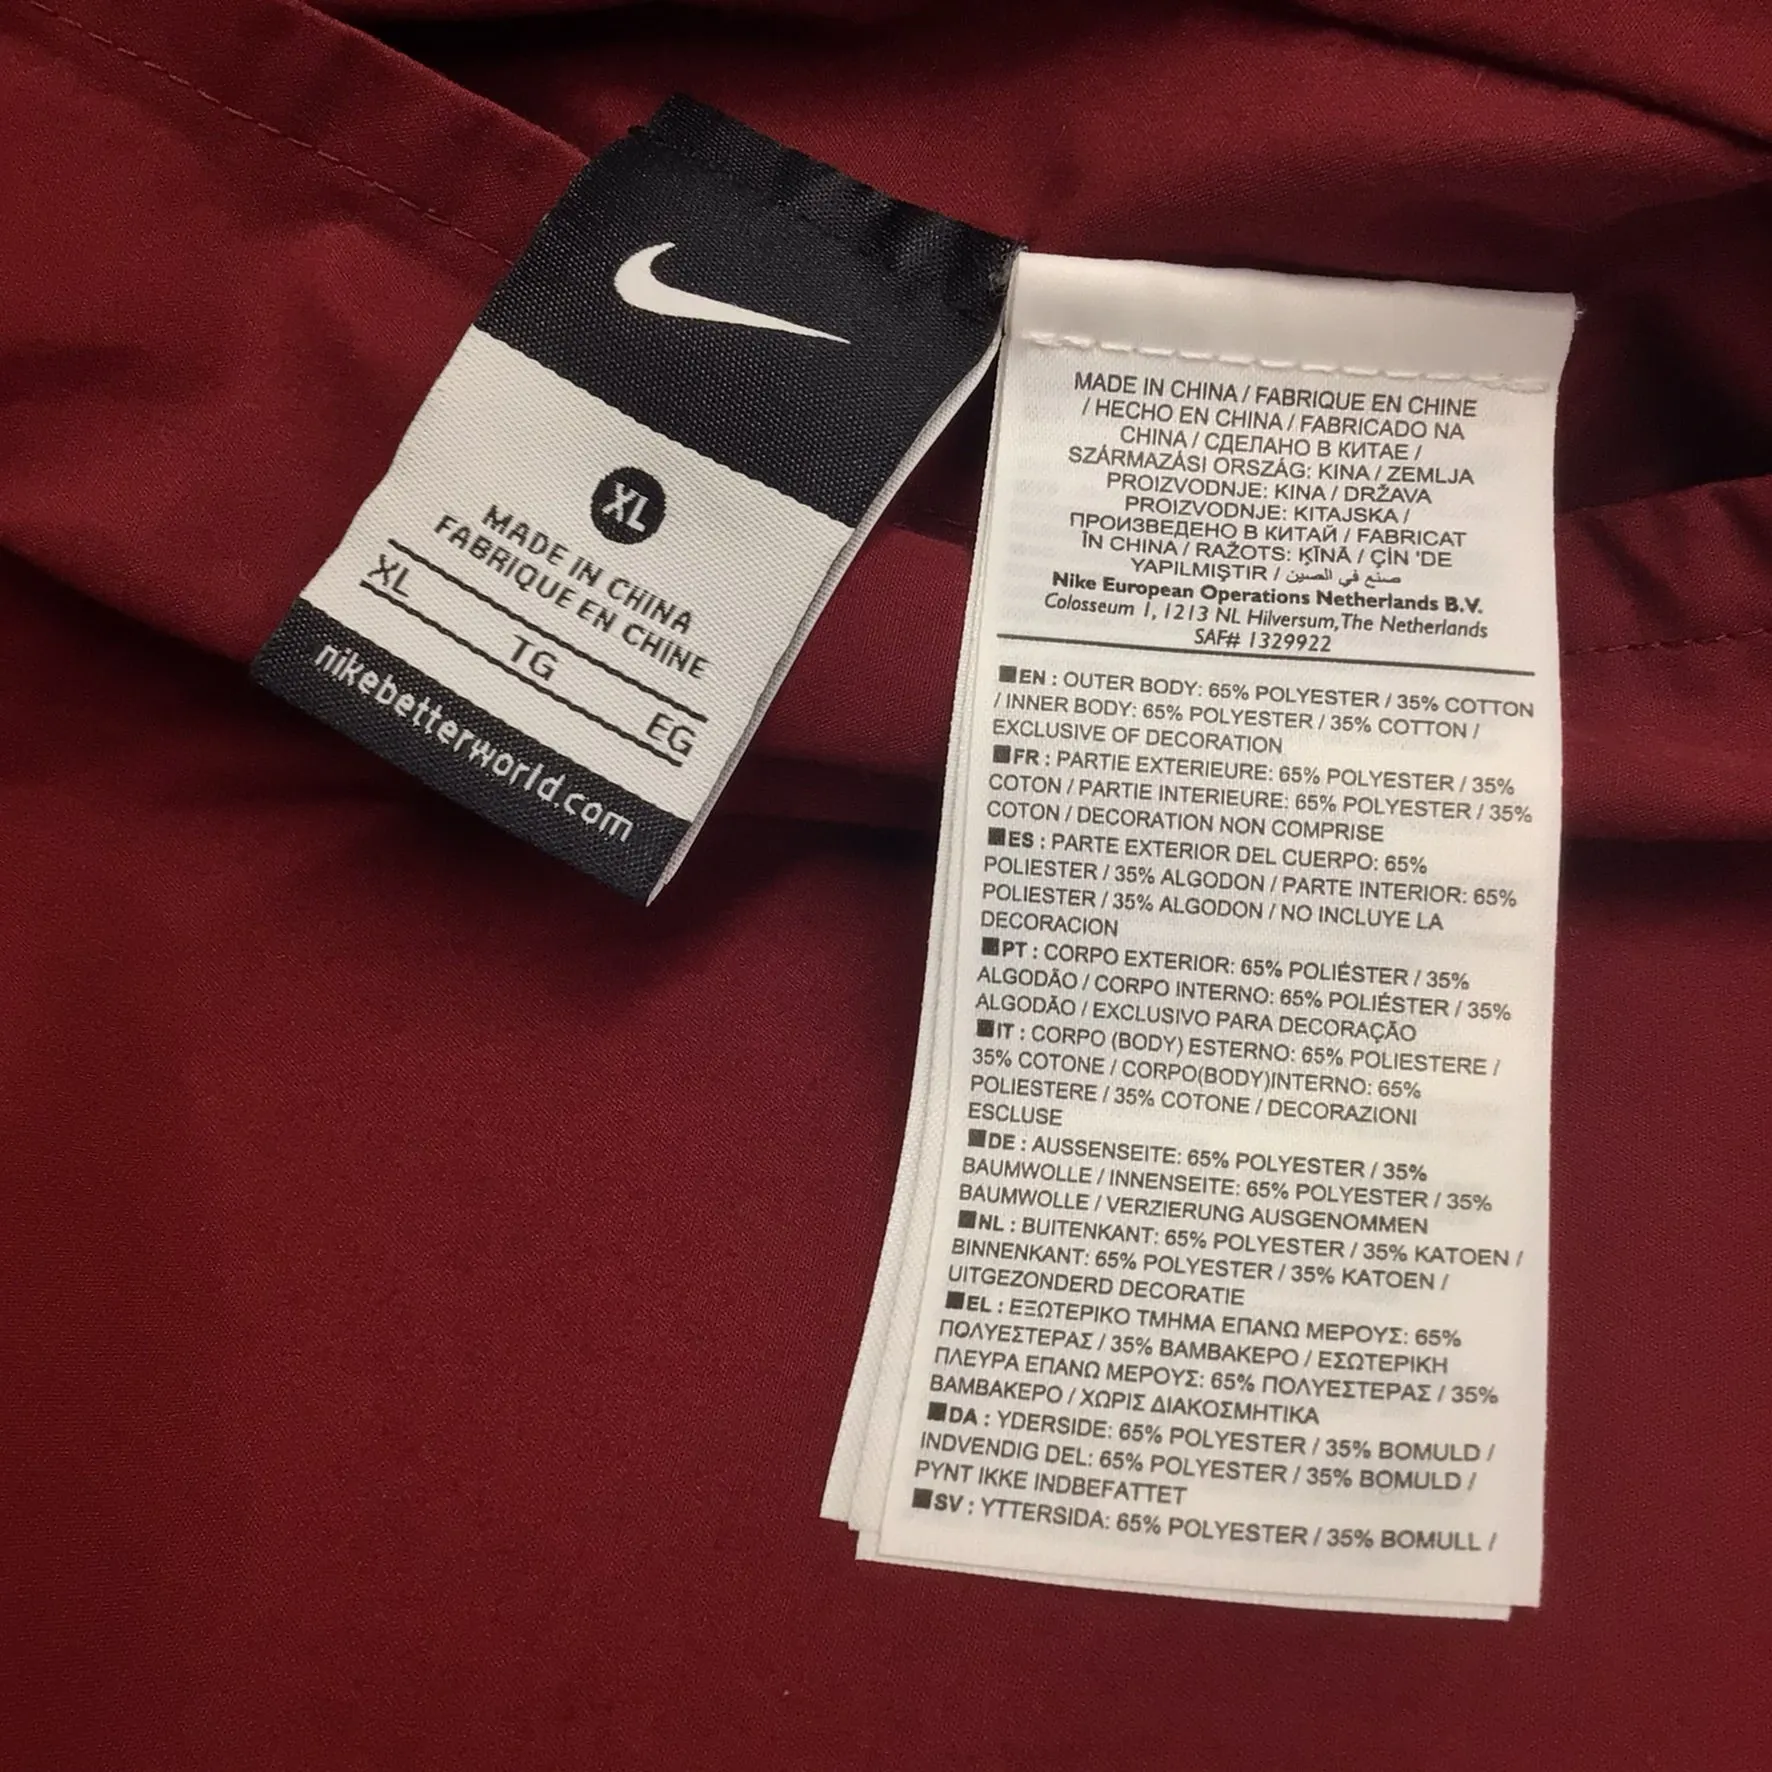 XL
MADE IN CHINA
FABRIQUE EN CHINE
XL TG EG
nikebetterworld.com
MADE IN CHINA / FABRIQUE EN CHINE
/ HECHO EN CHINA / FABRICADO NA
CHINA / СДЕЛАНО В КИТАЕ /
SZÁRMAZÁSI ORSZÁG: KINA / ZEMLJA
PROIZVODNJE: KINA / DRŽAVA
PROIZVODNJE: KITAJSKA /
ПРОИЗВЕДЕНО В КИТАЙ / FABRICAT
ÎN CHINA / RAŽOTS: ĶĪNĀ / ÇİN 'DE
YAPILMIŞTIR / صنع في الصين
Nike European Operations Netherlands B.V.
Colosseum 1, 1213 NL Hilversum, The Netherlands
SAF# 1329922
■EN : OUTER BODY: 65% POLYESTER / 35% COTTON
/ INNER BODY: 65% POLYESTER / 35% COTTON /
EXCLUSIVE OF DECORATION
■FR : PARTIE EXTERIEURE: 65% POLYESTER / 35%
COTON / PARTIE INTERIEURE: 65% POLYESTER / 35%
COTON / DECORATION NON COMPRISE
■ES : PARTE EXTERIOR DEL CUERPO: 65%
POLIESTER / 35% ALGODON / PARTE INTERIOR: 65%
POLIESTER / 35% ALGODON / NO INCLUYE LA
DECORACION
■PT : CORPO EXTERIOR: 65% POLIÉSTER / 35%
ALGODÃO / CORPO INTERNO: 65% POLIÉSTER / 35%
ALGODÃO / EXCLUSIVO PARA DECORAÇÃO
■IT : CORPO (BODY) ESTERNO: 65% POLIESTERE /
35% COTONE / CORPO(BODY)INTERNO: 65%
POLIESTERE / 35% COTONE / DECORAZIONI
ESCLUSE
■DE : AUSSENSEITE: 65% POLYESTER / 35%
BAUMWOLLE / INNENSEITE: 65% POLYESTER / 35%
BAUMWOLLE / VERZIERUNG AUSGENOMMEN
■NL : BUITENKANT: 65% POLYESTER / 35% KATOEN /
BINNENKANT: 65% POLYESTER / 35% KATOEN /
UITGEZONDERD DECORATIE
■EL : ΕΞΩΤΕΡΙΚΟ ΤΜΗΜΑ ΕΠΑΝΩ ΜΕΡΟΥΣ: 65%
ΠΟΛΥΕΣΤΕΡΑΣ / 35% ΒΑΜΒΑΚΕΡΟ / ΕΣΩΤΕΡΙΚΗ
ΠΛΕΥΡΑ ΕΠΑΝΩ ΜΕΡΟΥΣ: 65% ΠΟΛΥΕΣΤΕΡΑΣ / 35%
ΒΑΜΒΑΚΕΡΟ / ΧΩΡΙΣ ΔΙΑΚΟΣΜΗΤΙΚΑ
■DA : YDERSIDE: 65% POLYESTER / 35% BOMULD /
INDVENDIG DEL: 65% POLYESTER / 35% BOMULD /
PYNT IKKE INDBEFATTET
■SV : YTTERSIDA: 65% POLYESTER / 35% BOMULL /